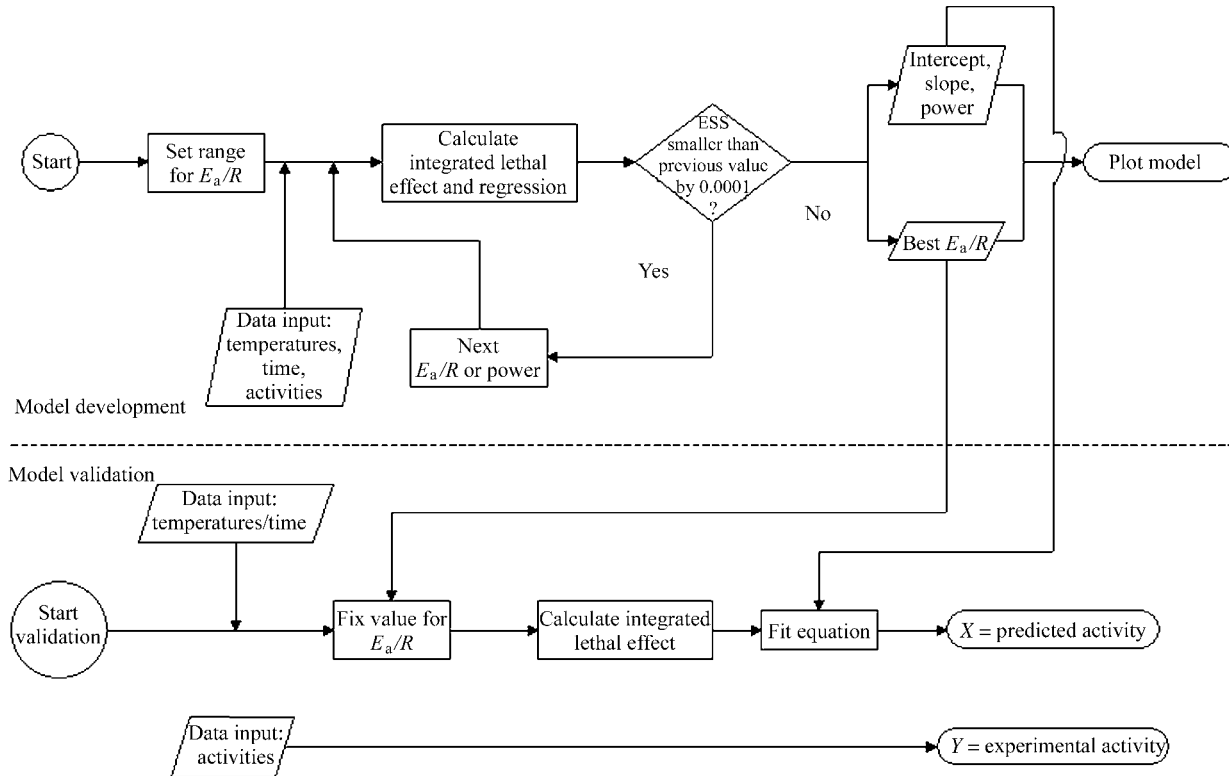 Start
Set range
for Ea/R
Data input:
temperatures,
time,
activities
Calculate
integrated lethal
effect and regression
ESS
smaller than
previous value
by 0.0001
?
Yes
Next
Ea/R or power
No
Intercept,
slope,
power
Best Ea/R
Plot model
Model development
Model validation
Data input:
temperatures/time
Start
validation
Fix value for
Ea/R
Calculate integrated
lethal effect
Fit equation
X = predicted activity
Data input:
activities
Y = experimental activity